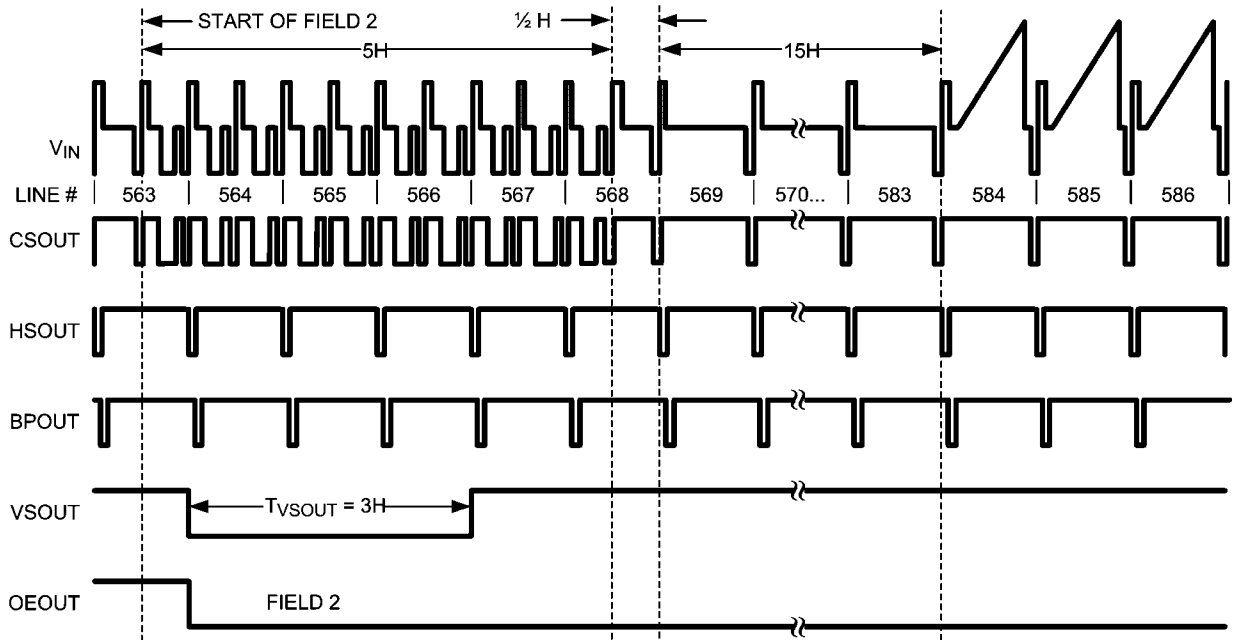 START OF FIELD 2
½ H
5H
15H
VIN
LINE # | 563 | 564 | 565 | 566 | 567 | 568 | 569 | 570... | 583 | 584 | 585 | 586 |
CSOUT
HSOUT
BPOUT
VSOUT
TVSOUT = 3H
OEOUT
FIELD 2